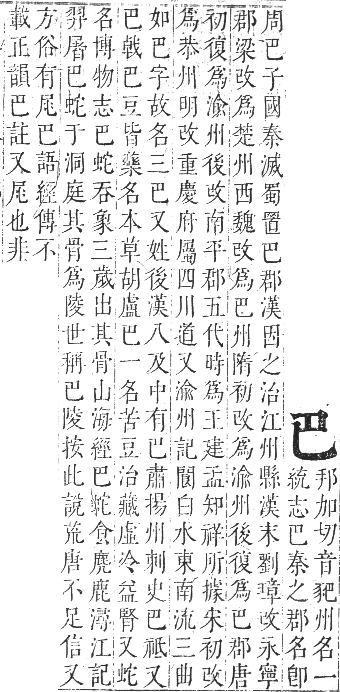 巴
邦加切音豝州名一
統志巴秦之郡名卽
周巴子國秦滅蜀置巴郡漢因之治江州縣漢末劉璋改永寧
郡梁改爲楚州西魏改爲巴州隋初改爲渝州後復爲巴郡唐
初復爲渝州後改南平郡五代時爲王建孟知祥所據宋初改
爲恭州明改重慶府屬四川道又渝州記閬白水東南流三曲
如巴字故名三巴又姓後漢八及中有巴肅揚州刺史巴祗又
巴戟巴豆皆藥名本草胡盧巴一名苦豆治藏虛冷益腎又蛇
名博物志巴蛇吞象三歲出其骨山海經巴蛇食麂鹿潯江記
羿屠巴蛇于洞庭其骨爲陵世稱巴陵按此說荒唐不足信又
方俗有尾巴語經傳不
載正韻巴註又尾也非